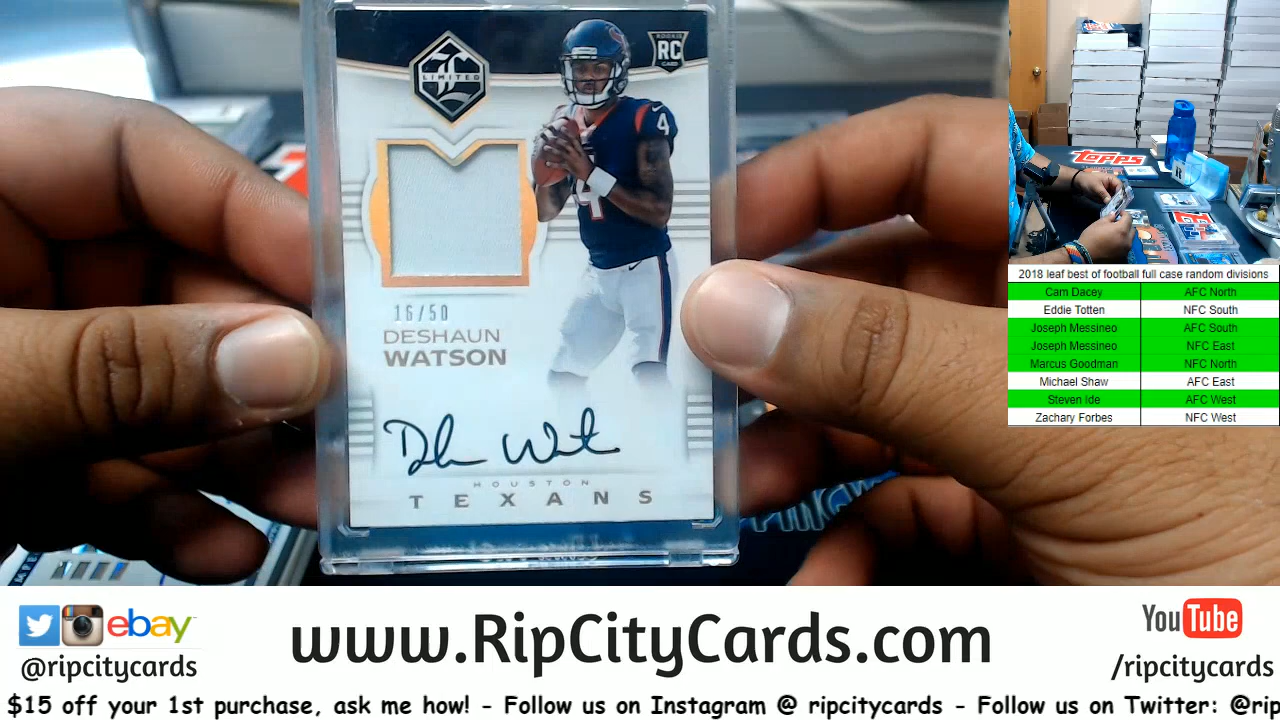 LIMITED
ROOKIE
RC
CARD
4
4
16/50
DESHAUN
WATSON
HOUSTON
TEXANS
TOPPS
2018 leaf best of football full case random divisions
Cam Dacey AFC North
Eddie Totten NFC South
Joseph Messineo AFC South
Joseph Messineo NFC East
Marcus Goodman NFC North
Michael Shaw AFC East
Steven Ide AFC West
Zachary Forbes NFC West
ebay
@ripcitycards
www.RipCityCards.com
YouTube
/ripcitycards
$15 off your 1st purchase, ask me how! - Follow us on Instagram @ ripcitycards - Follow us on Twitter: @rip